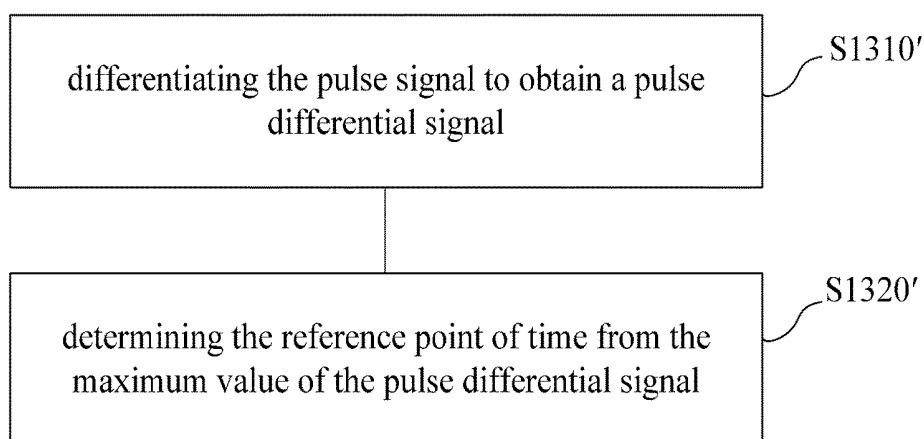 differentiating the pulse signal to obtain a pulse
differential signal
S1310′
determining the reference point of time from the
maximum value of the pulse differential signal
S1320′